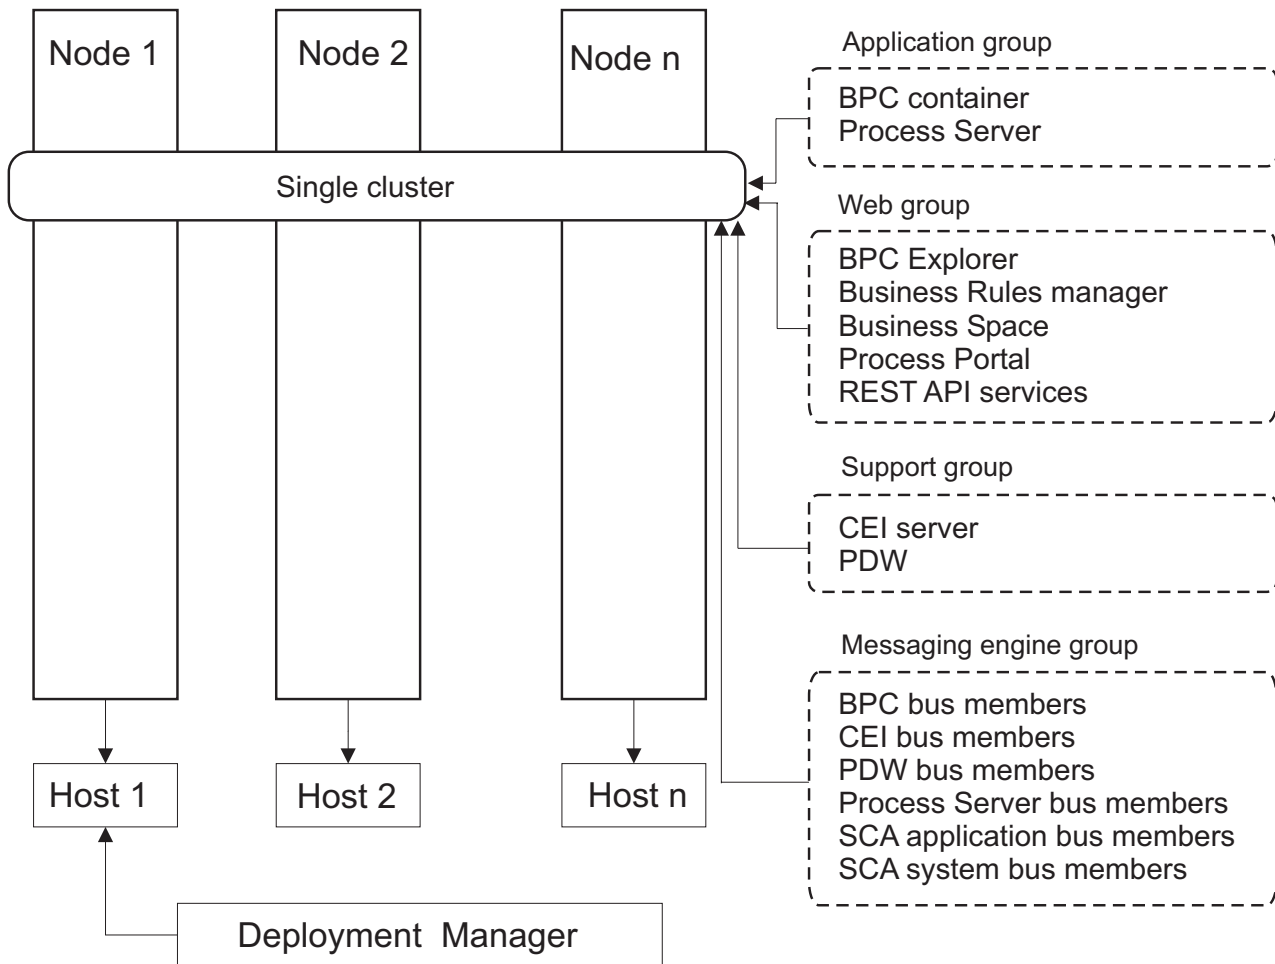 Node 1
Node 2
Node n
Single cluster
Host 1
Host 2
Host n
Deployment Manager
Application group
BPC container
Process Server
Web group
BPC Explorer
Business Rules manager
Business Space
Process Portal
REST API services
Support group
CEI server
PDW
Messaging engine group
BPC bus members
CEI bus members
PDW bus members
Process Server bus members
SCA application bus members
SCA system bus members